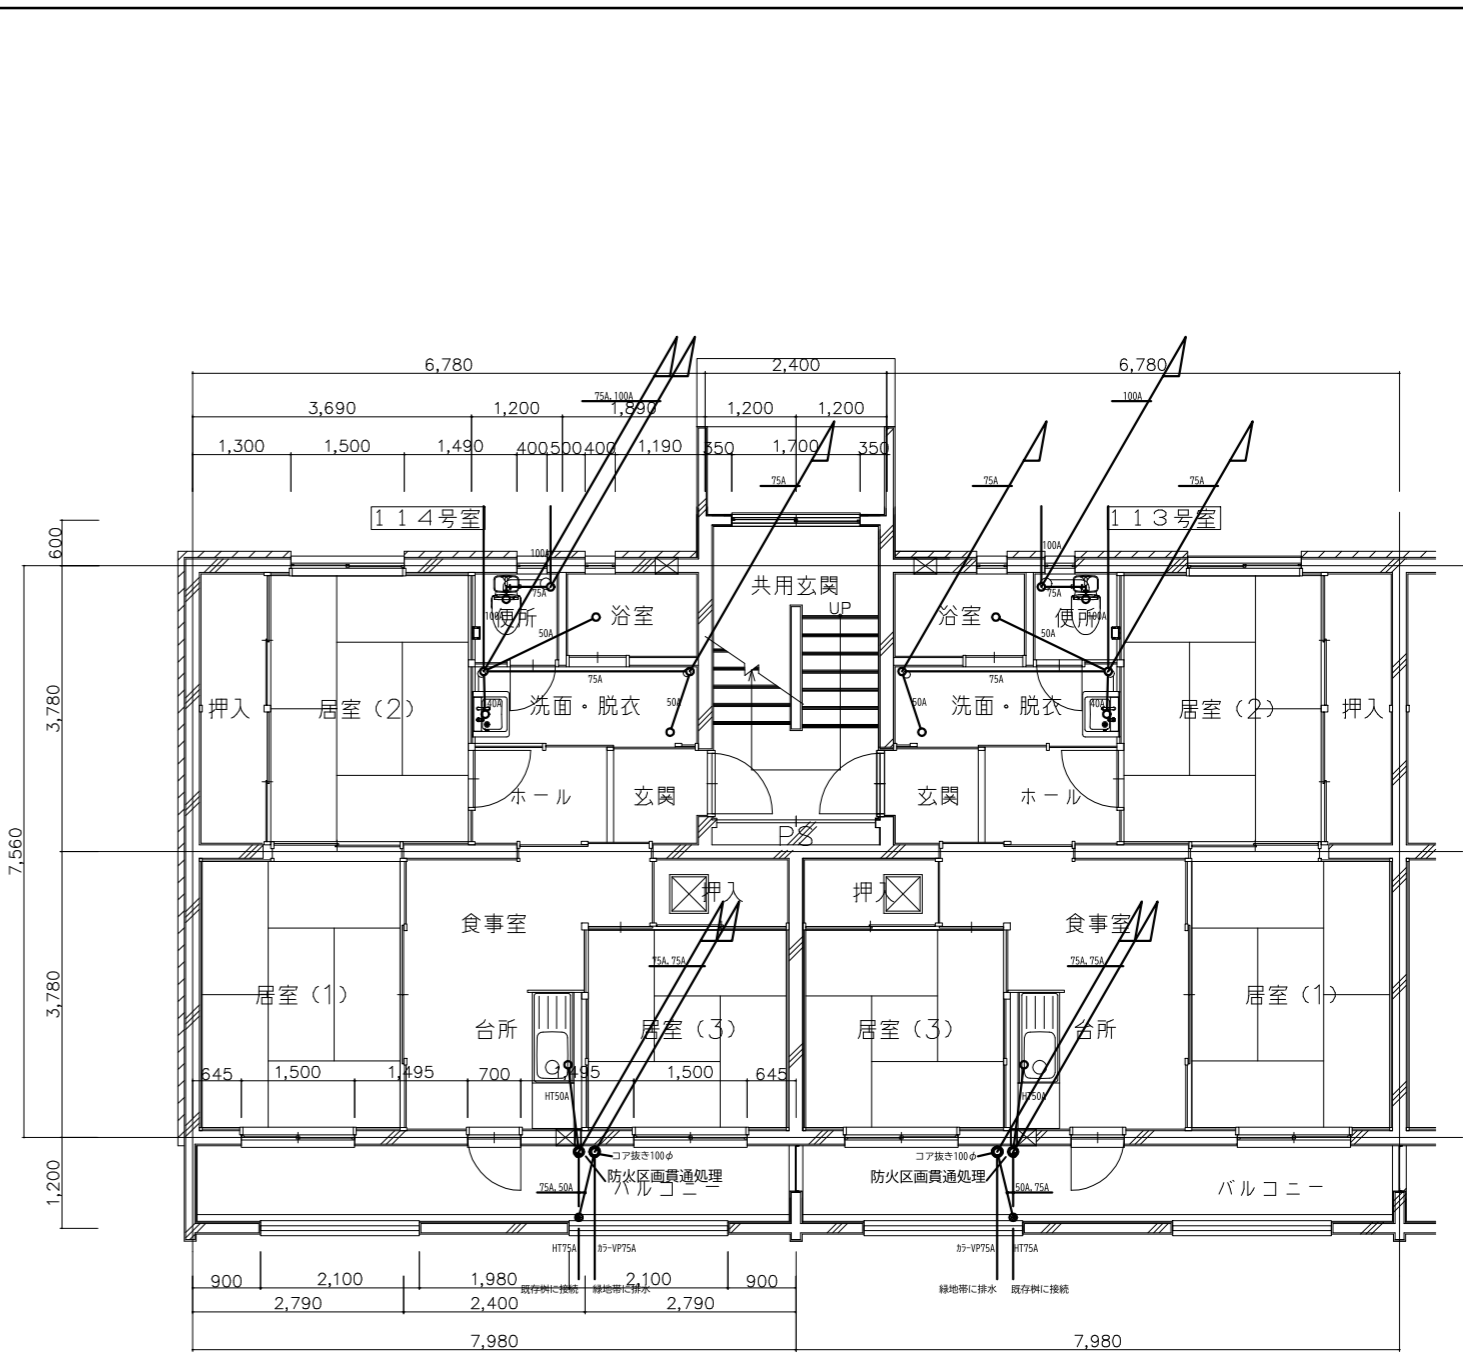 6,780 2,400 6,780
75A,100A 100A
3,690 1,200 1,890 1,200 1,200
1,300 1,500 1,490 400 500 400 1,190 350 1,700 350
75A 75A 75A
114号室 113号室
600
100A 100A
共用玄関
UP
75A 75A
100A 便所 浴室 浴室 便所 100A
50A 50A
75A 75A
3,780
押入 居室(2) 40A 洗面・脱衣 50A 50A 洗面・脱衣 40A 居室(2) 押入
ホール 玄関 玄関 ホール
PS
7,560
押入 押入
食事室 食事室
75A,75A 75A,75A
3,780
居室(1) 居室(1)
台所 居室(3) 居室(3) 台所
645 1,500 1,495 700 1,495 1,500 645
HT50A HT50A
コア抜き100φ コア抜き100φ
防火区画貫通処理 防火区画貫通処理
1,200
75A,50A バルコニー 50A,75A バルコニー
HT75A カラーVP75A カラーVP75A HT75A
900 2,100 1,980 2,100 900
既存桝に接続 緑地帯に排水 緑地帯に排水 既存桝に接続
2,790 2,400 2,790
7,980 7,980